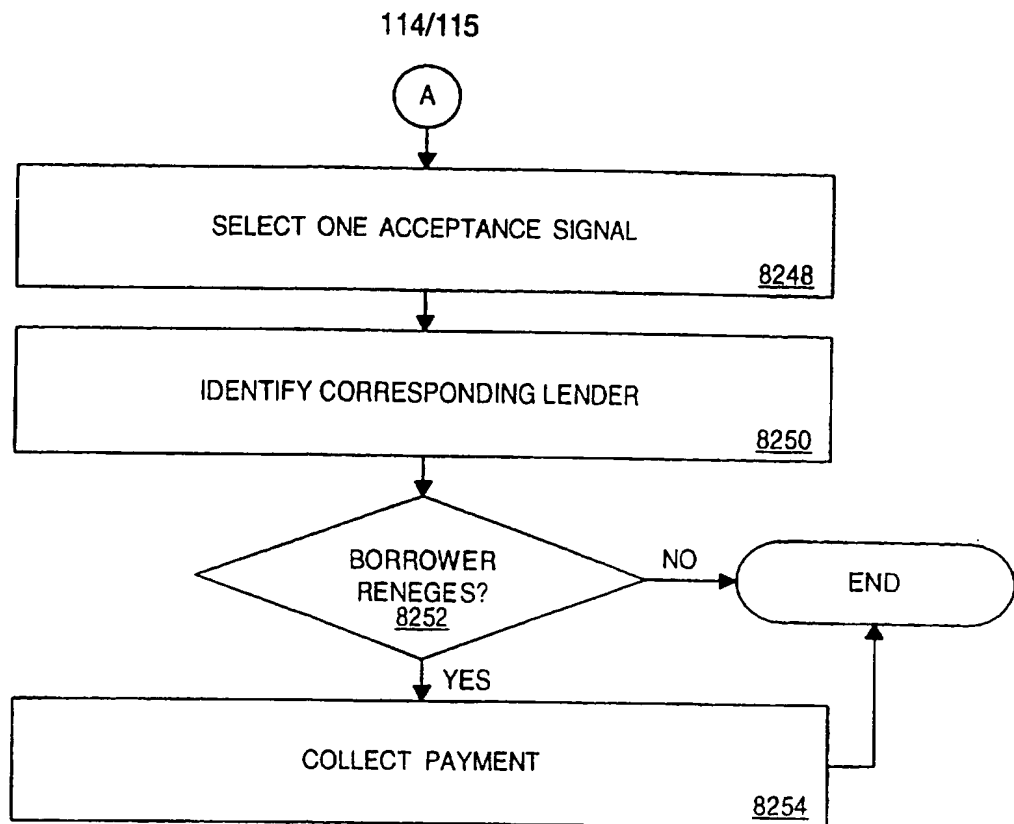 114/115
A
SELECT ONE ACCEPTANCE SIGNAL
8248
IDENTIFY CORRESPONDING LENDER
8250
BORROWER
RENEGES?
8252
NO
END
YES
COLLECT PAYMENT
8254